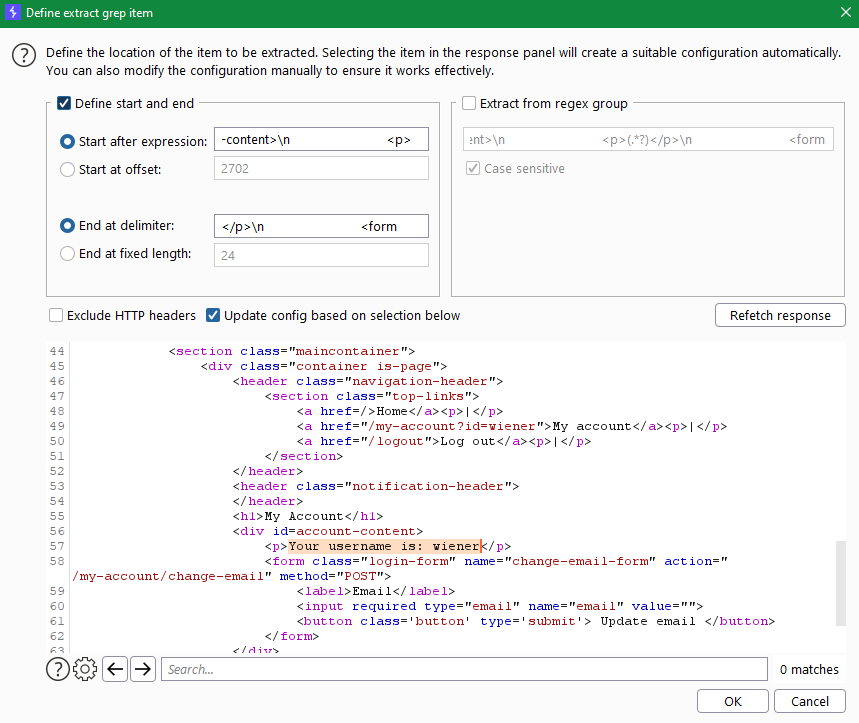 Define extract grep item
Define the location of the item to be extracted. Selecting the item in the response panel will create a suitable configuration automatically.
You can also modify the configuration manually to ensure it works effectively.
Define start and end
Start after expression: -content>\n <p>
Start at offset: 2702
End at delimiter: </p>\n <form
End at fixed length: 24
Extract from regex group
ent>\n <p>(.*?)</p>\n <form
Case sensitive
Exclude HTTP headers
Update config based on selection below
Refetch response
44 <section class="maincontainer">
45 <div class="container is-page">
46 <header class="navigation-header">
47 <section class="top-links">
48 <a href=/>Home</a><p>|</p>
49 <a href="/my-account?id=wiener">My account</a><p>|</p>
50 <a href="/logout">Log out</a><p>|</p>
51 </section>
52 </header>
53 <header class="notification-header">
54 </header>
55 <h1>My Account</h1>
56 <div id=account-content>
57 <p>Your username is: wiener</p>
58 <form class="login-form" name="change-email-form" action="
/my-account/change-email" method="POST">
59 <label>Email</label>
60 <input required type="email" name="email" value="">
61 <button class='button' type='submit'> Update email </button>
62 </form>
63 </div>
Search...
0 matches
OK
Cancel